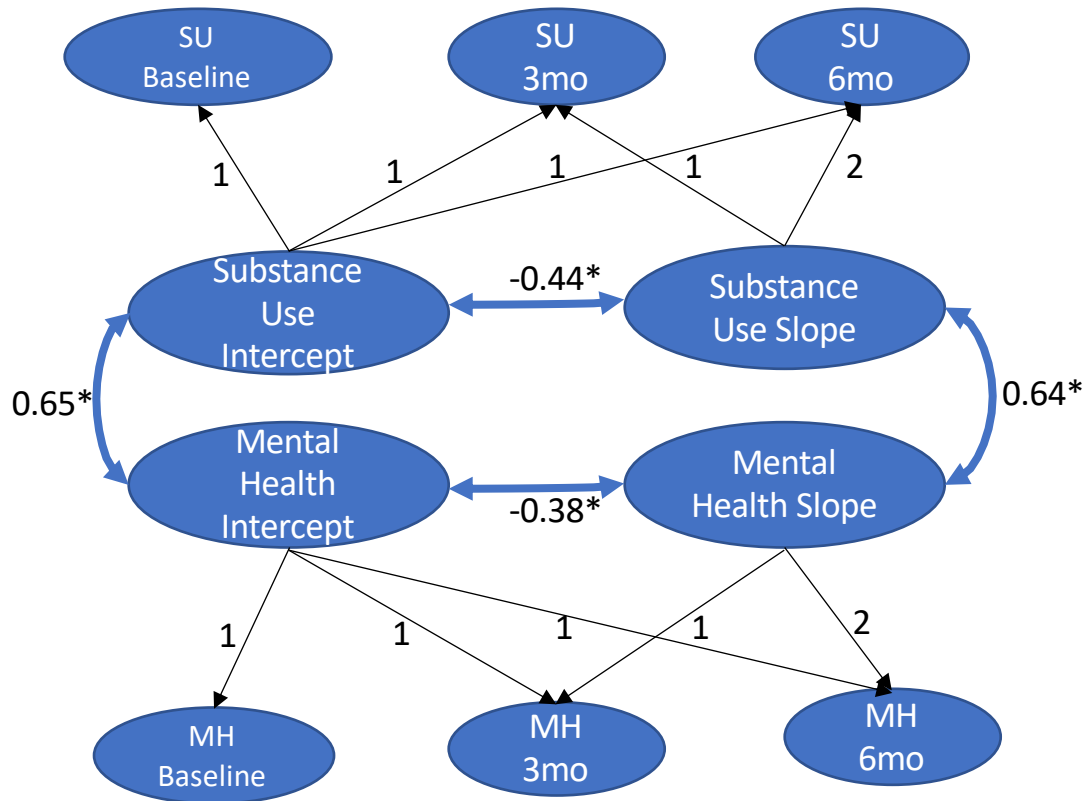 SU
Baseline
SU
3mo
SU
6mo
1
1
1
1
2
Substance
Use
Intercept
-0.44*
Substance
Use Slope
0.65*
0.64*
Mental
Health
Intercept
-0.38*
Mental
Health Slope
1
1
1
1
2
MH
Baseline
MH
3mo
MH
6mo